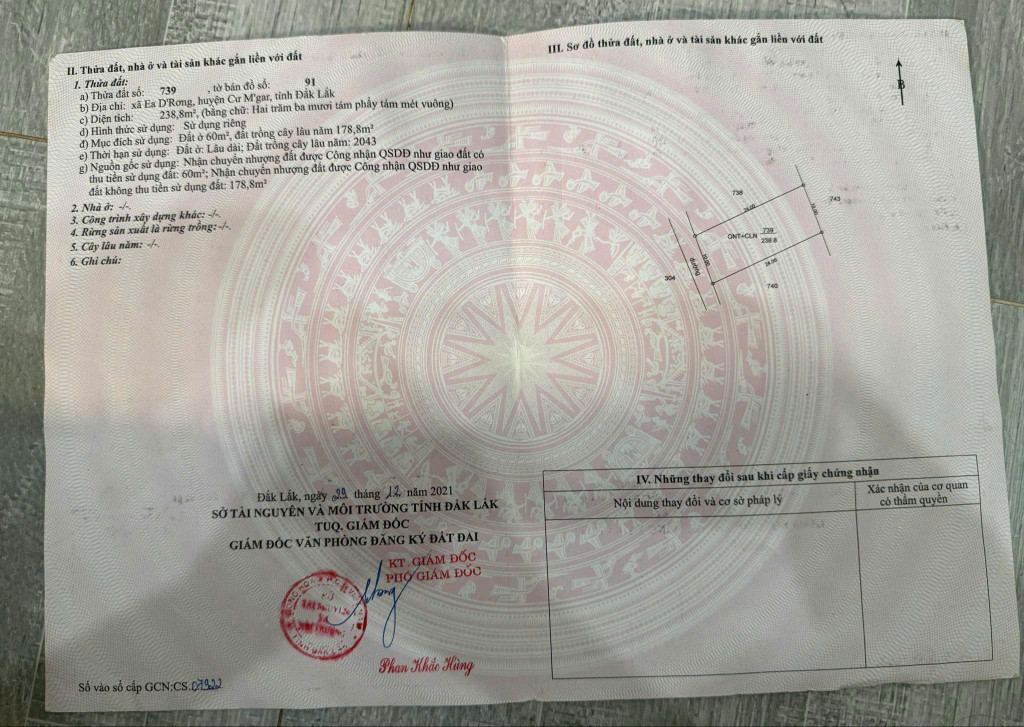 II. Thửa đất, nhà ở và tài sản khác gắn liền với đất
1. Thửa đất:
a) Thửa đất số: 739 , tờ bản đồ số: 91
b) Địa chỉ: xã Ea D'Rơng, huyện Cư M'gar, tỉnh Đắk Lắk
c) Diện tích: 238,8m², (bằng chữ: Hai trăm ba mươi tám phẩy tám mét vuông)
d) Hình thức sử dụng: Sử dụng riêng
đ) Mục đích sử dụng: Đất ở 60m², đất trồng cây lâu năm 178,8m²
e) Thời hạn sử dụng: Đất ở: Lâu dài; Đất trồng cây lâu năm: 2043
g) Nguồn gốc sử dụng: Nhận chuyển nhượng đất được Công nhận QSDĐ như giao đất có
thu tiền sử dụng đất: 60m²; Nhận chuyển nhượng đất được Công nhận QSDĐ như giao
đất không thu tiền sử dụng đất: 178,8m²
2. Nhà ở: -/-.
3. Công trình xây dựng khác: -/-.
4. Rừng sản xuất là rừng trồng: -/-.
5. Cây lâu năm: -/-.
6. Ghi chú:
Đắk Lắk, ngày 29 tháng 12 năm 2021
SỞ TÀI NGUYÊN VÀ MÔI TRƯỜNG TỈNH ĐẮK LẮK
TUQ. GIÁM ĐỐC
GIÁM ĐỐC VĂN PHÒNG ĐĂNG KÝ ĐẤT ĐAI
KT. GIÁM ĐỐC
PHÓ GIÁM ĐỐC
Phan Khắc Hùng
Số vào sổ cấp GCN:CS.07922
III. Sơ đồ thửa đất, nhà ở và tài sản khác gắn liền với đất
B
738
743
ONT+CLN
739
238.8
10.00
đường
304
740
IV. Những thay đổi sau khi cấp giấy chứng nhận
Nội dung thay đổi và cơ sở pháp lý
Xác nhận của cơ quan
có thẩm quyền